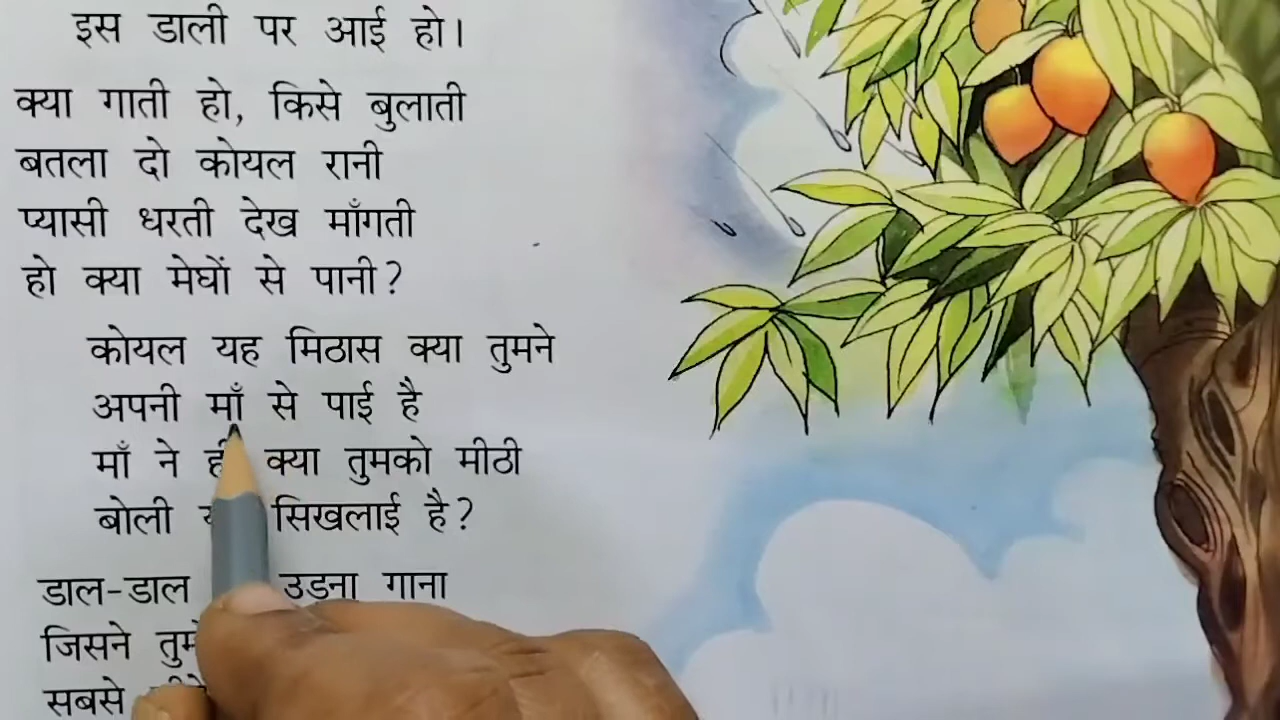 इस डाली पर आई हो।
क्या गाती हो, किसे बुलाती
बतला दो कोयल रानी
प्यासी धरती देख माँगती
हो क्या मेघों से पानी?
कोयल यह मिठास क्या तुमने
अपनी माँ से पाई है
माँ ने ही क्या तुमको मीठी
बोली सिखलाई है?
डाल-डाल उड़ना गाना
जिसने
सबसे